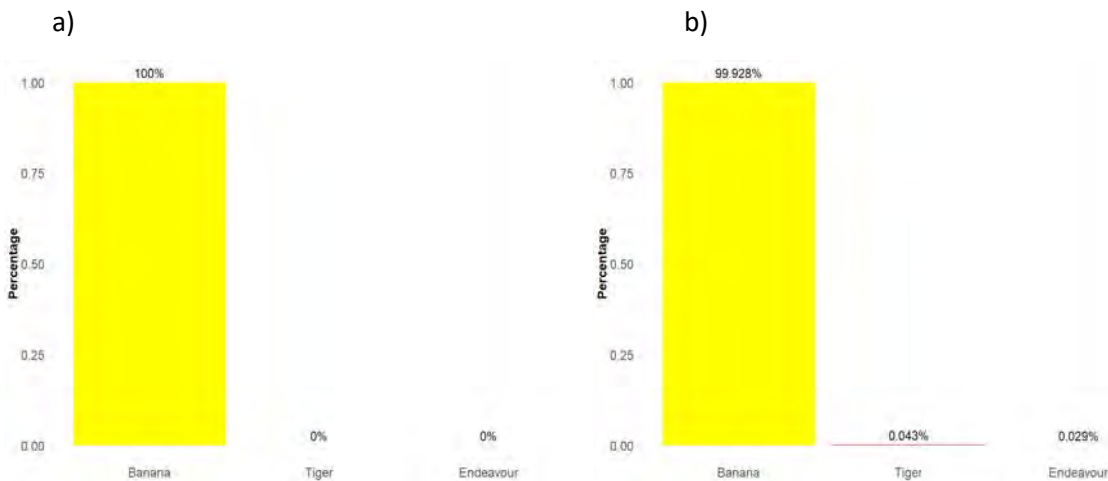 a)
b)
100%
1.00
0.75
0.50
0.25
0.00
Percentage
0%
0%
Banana
Tiger
Endeavour
99.928%
1.00
0.75
0.50
0.25
0.00
Percentage
0.043%
0.029%
Banana
Tiger
Endeavour